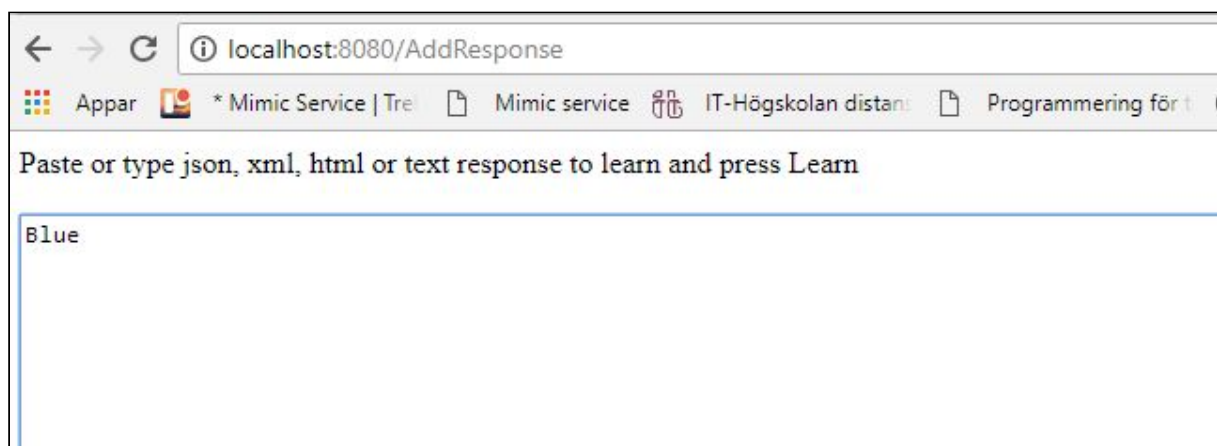 localhost:8080/AddResponse
Appar * Mimic Service | Tre Mimic service IT-Högskolan distans Programmering för t
Paste or type json, xml, html or text response to learn and press Learn
Blue